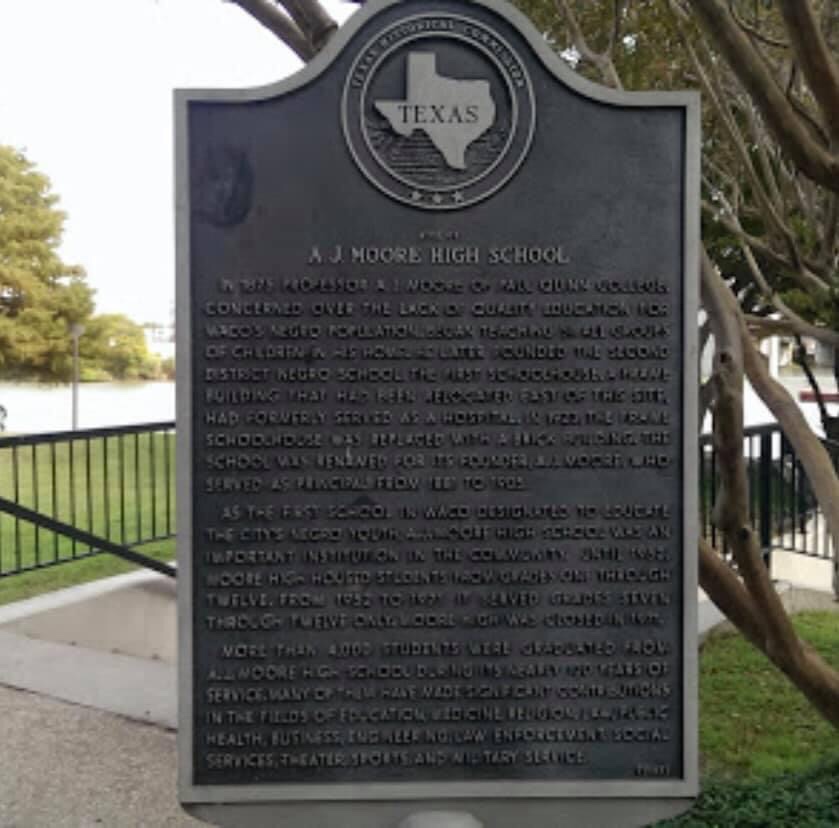 TEXAS HISTORICAL COMMISSION
TEXAS
SITE OF
A.J. MOORE HIGH SCHOOL
IN 1875 PROFESSOR A.J. MOORE OF PAUL QUINN COLLEGE,
CONCERNED OVER THE LACK OF QUALITY EDUCATION FOR
WACO'S NEGRO POPULATION, BEGAN TEACHING SMALL GROUPS
OF CHILDREN IN HIS HOME. HE LATER FOUNDED THE SECOND
DISTRICT NEGRO SCHOOL. THE FIRST SCHOOLHOUSE, A FRAME
BUILDING THAT HAD BEEN RELOCATED EAST OF THIS SITE,
HAD FORMERLY SERVED AS A HOSPITAL. IN 1923, THE FRAME
SCHOOLHOUSE WAS REPLACED WITH A BRICK BUILDING. THE
SCHOOL WAS RENAMED FOR ITS FOUNDER, A.J. MOORE, WHO
SERVED AS PRINCIPAL FROM 1881 TO 1905.
AS THE FIRST SCHOOL IN WACO DESIGNATED TO EDUCATE
THE CITY'S NEGRO YOUTH, A.J. MOORE HIGH SCHOOL WAS AN
IMPORTANT INSTITUTION IN THE COMMUNITY. UNTIL 1952,
MOORE HIGH HOUSED STUDENTS FROM GRADES ONE THROUGH
TWELVE. FROM 1952 TO 1971 IT SERVED GRADES SEVEN
THROUGH TWELVE ONLY. MOORE HIGH WAS CLOSED IN 1971.
MORE THAN 4,000 STUDENTS WERE GRADUATED FROM
A.J. MOORE HIGH SCHOOL DURING ITS NEARLY 100 YEARS OF
SERVICE. MANY OF THEM HAVE MADE SIGNIFICANT CONTRIBUTIONS
IN THE FIELDS OF EDUCATION, MEDICINE, RELIGION, LAW, PUBLIC
HEALTH, BUSINESS, ENGINEERING, LAW ENFORCEMENT, SOCIAL
SERVICES, THEATER, SPORTS, AND MILITARY SERVICE.